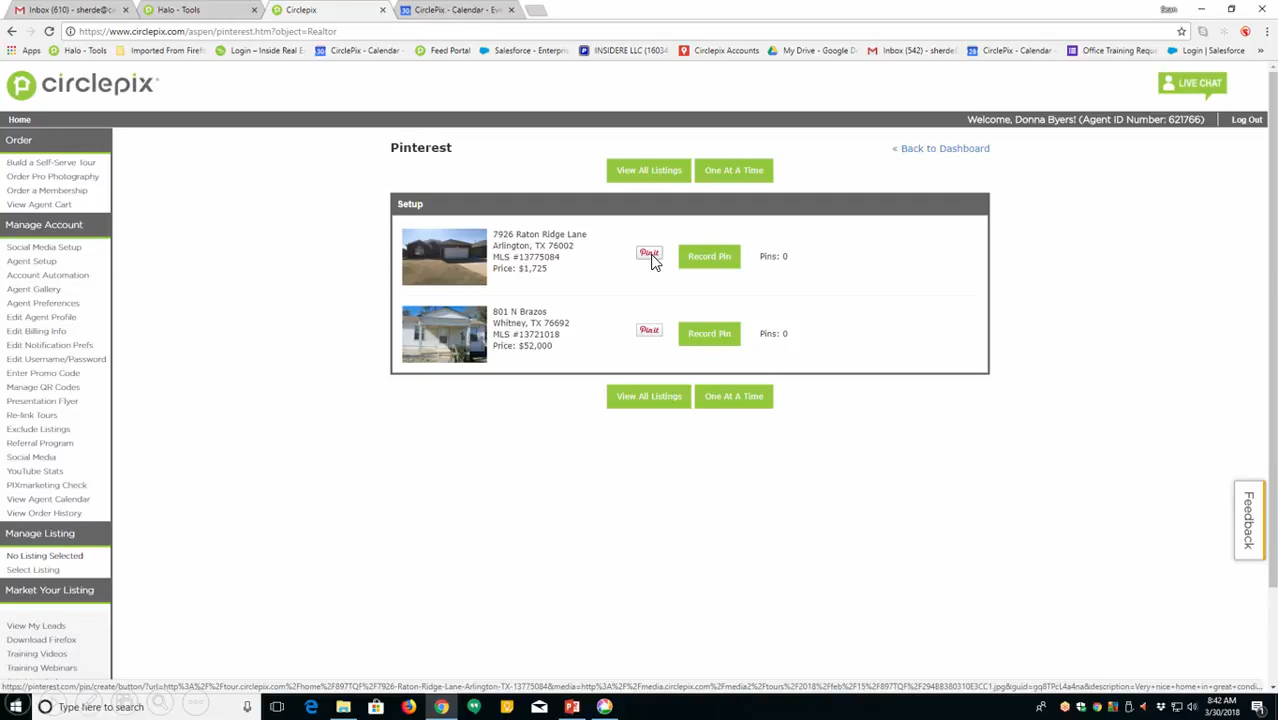 Inbox (610) - sherde@c
Halo - Tools
Circlepix
CirclePix - Calendar - Eve
Sean
https://www.circlepix.com/aspen/pinterest.htm?object=Realtor
Apps
Halo - Tools
Imported From Firef
Login – Inside Real E
CirclePix - Calendar -
Feed Portal
Salesforce - Enterpri
INSIDERE LLC (16034
Circlepix Accounts
My Drive - Google D
Inbox (542) - sherdef
CirclePix - Calendar -
Office Training Reque
Login | Salesforce
»
circlepix
LIVE CHAT
Home
Welcome, Donna Byers! (Agent ID Number: 621766)
Log Out
Order
Build a Self-Serve Tour
Order Pro Photography
Order a Membership
View Agent Cart
Manage Account
Social Media Setup
Agent Setup
Account Automation
Agent Gallery
Agent Preferences
Edit Agent Profile
Edit Billing Info
Edit Notification Prefs
Edit Username/Password
Enter Promo Code
Manage QR Codes
Presentation Flyer
Re-link Tours
Exclude Listings
Referral Program
Social Media
YouTube Stats
PIXmarketing Check
View Agent Calendar
View Order History
Manage Listing
No Listing Selected
Select Listing
Market Your Listing
View My Leads
Download Firefox
Training Videos
Training Webinars
Pinterest
« Back to Dashboard
View All Listings
One At A Time
Setup
7926 Raton Ridge Lane
Arlington, TX 76002
MLS #13775084
Price: $1,725
Pin it
Record Pin
Pins: 0
801 N Brazos
Whitney, TX 76692
MLS #13721018
Price: $52,000
Pin it
Record Pin
Pins: 0
View All Listings
One At A Time
Feedback
Type here to search
8:42 AM
3/30/2018